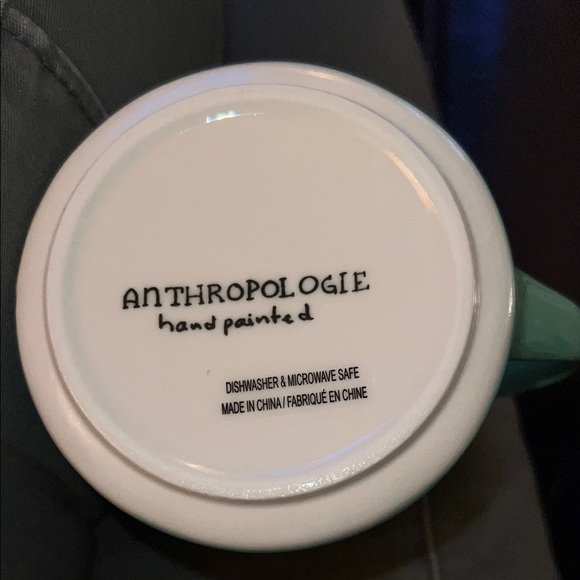 ANTHROPOLOGIE
hand painted
DISHWASHER & MICROWAVE SAFE
MADE IN CHINA / FABRIQUÉ EN CHINE